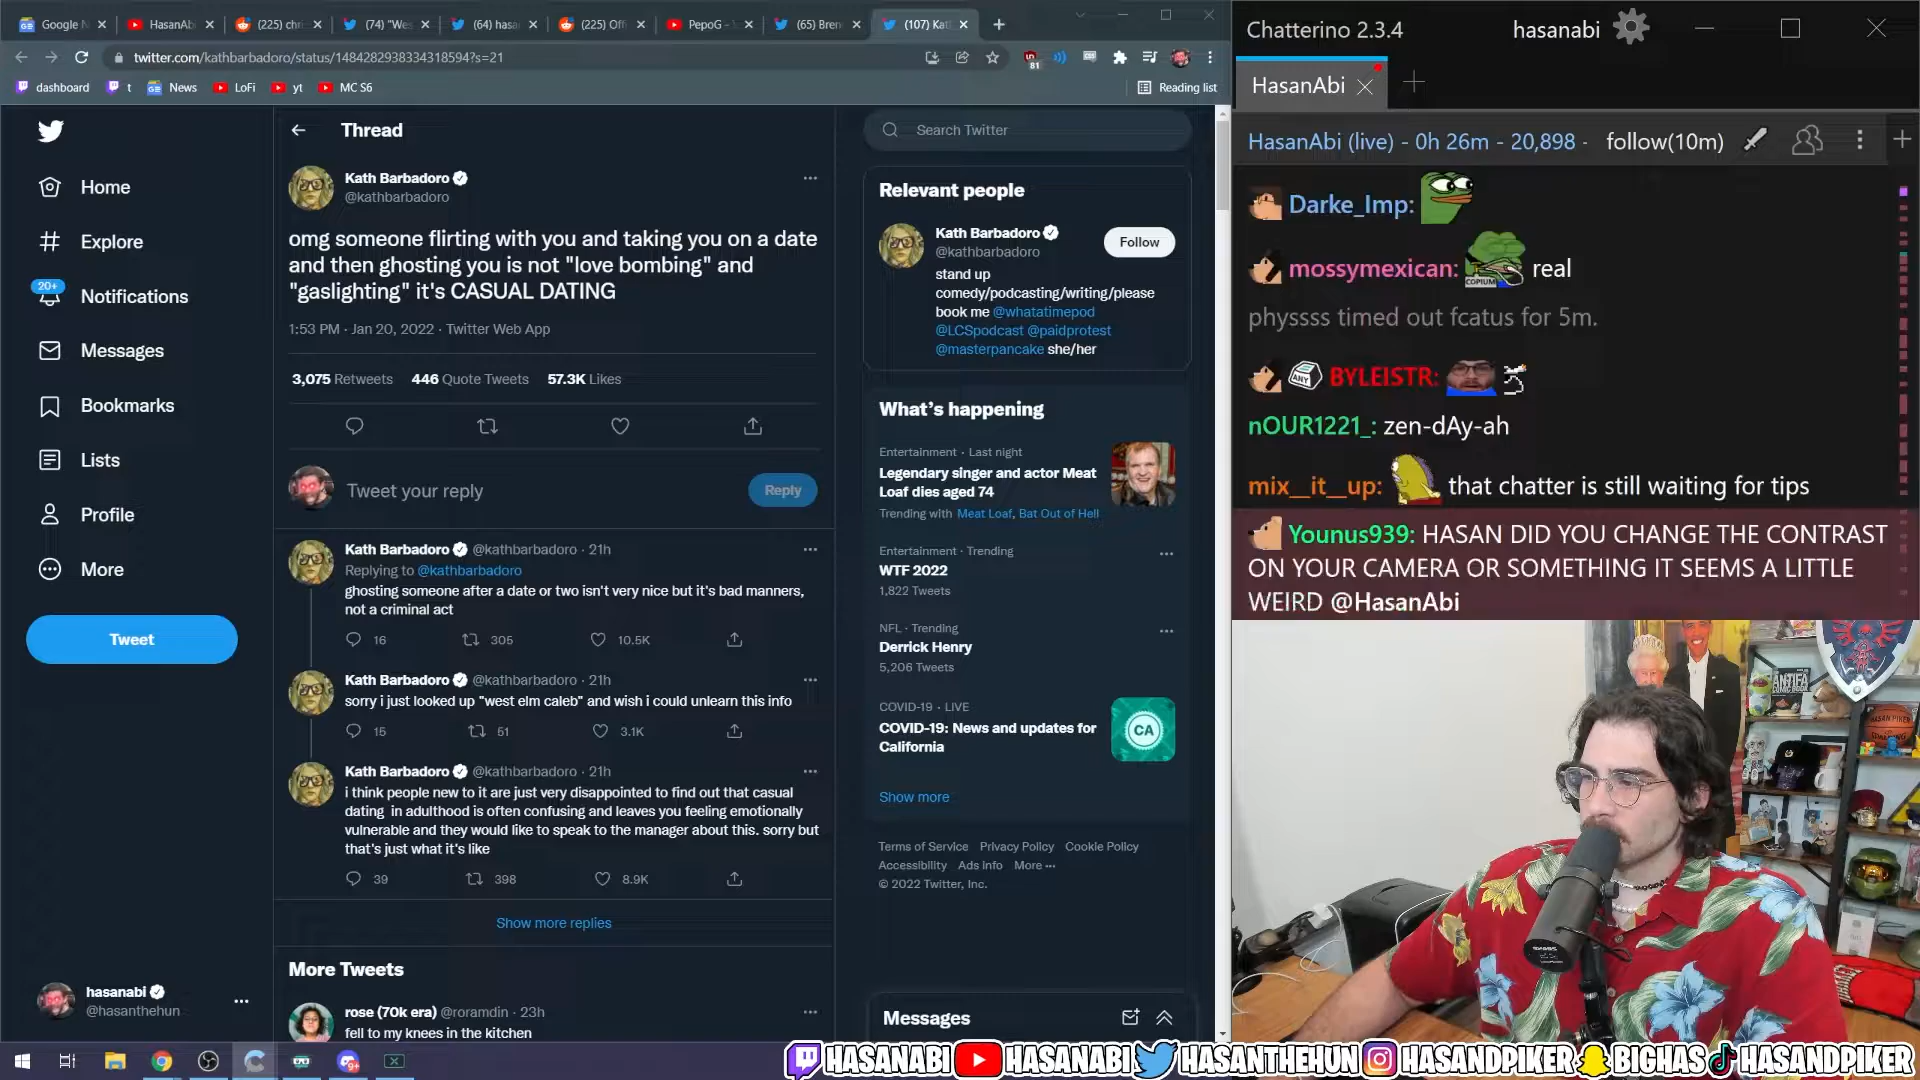 Google N
HasanAb
(225) chr
(74) "Wes
(64) hasa
(225) Off
PepoG -
(65) Bren
(107) Kat
twitter.com/kathbarbadoro/status/1484282938334318594?s=21
81
dashboard
t
News
LoFi
yt
MC S6
Reading list
Home
Explore
20+
Notifications
Messages
Bookmarks
Lists
Profile
More
Tweet
hasanabi
@hasanthehun
Thread
Kath Barbadoro
@kathbarbadoro
omg someone flirting with you and taking you on a date
and then ghosting you is not "love bombing" and
"gaslighting" it's CASUAL DATING
1:53 PM · Jan 20, 2022 · Twitter Web App
3,075 Retweets 446 Quote Tweets 57.3K Likes
Tweet your reply
Reply
Kath Barbadoro @kathbarbadoro · 21h
Replying to @kathbarbadoro
ghosting someone after a date or two isn't very nice but it's bad manners,
not a criminal act
16 305 10.5K
Kath Barbadoro @kathbarbadoro · 21h
sorry i just looked up "west elm caleb" and wish i could unlearn this info
15 51 3.1K
Kath Barbadoro @kathbarbadoro · 21h
i think people new to it are just very disappointed to find out that casual
dating in adulthood is often confusing and leaves you feeling emotionally
vulnerable and they would like to speak to the manager about this. sorry but
that's just what it's like
39 398 8.9K
Show more replies
More Tweets
rose (70k era) @roramdin · 23h
fell to my knees in the kitchen
Search Twitter
Relevant people
Kath Barbadoro
@kathbarbadoro
Follow
stand up
comedy/podcasting/writing/please
book me @whatatimepod
@LCSpodcast @paidprotest
@masterpancake she/her
What's happening
Entertainment · Last night
Legendary singer and actor Meat
Loaf dies aged 74
Trending with Meat Loaf, Bat Out of Hell
Entertainment · Trending
WTF 2022
1,822 Tweets
NFL · Trending
Derrick Henry
5,206 Tweets
COVID-19 · LIVE
COVID-19: News and updates for
California
CA
Show more
Terms of Service Privacy Policy Cookie Policy
Accessibility Ads info More ···
© 2022 Twitter, Inc.
Messages
Chatterino 2.3.4
hasanabi
HasanAbi
HasanAbi (live) - 0h 26m - 20,898 - follow(10m)
Darke_Imp:
mossymexican: COPIUM real
physsss timed out fcatus for 5m.
ANY BYLEISTR:
nOUR1221_: zen-dAy-ah
mix__it__up: that chatter is still waiting for tips
Younus939: HASAN DID YOU CHANGE THE CONTRAST
ON YOUR CAMERA OR SOMETHING IT SEEMS A LITTLE
WEIRD @HasanAbi
ANTIFA
COMIC BOOK
HASAN PIKER
HASANABI
HASANABI
HASANTHEHUN
HASANDPIKER
BIGHAS
HASANDPIKER